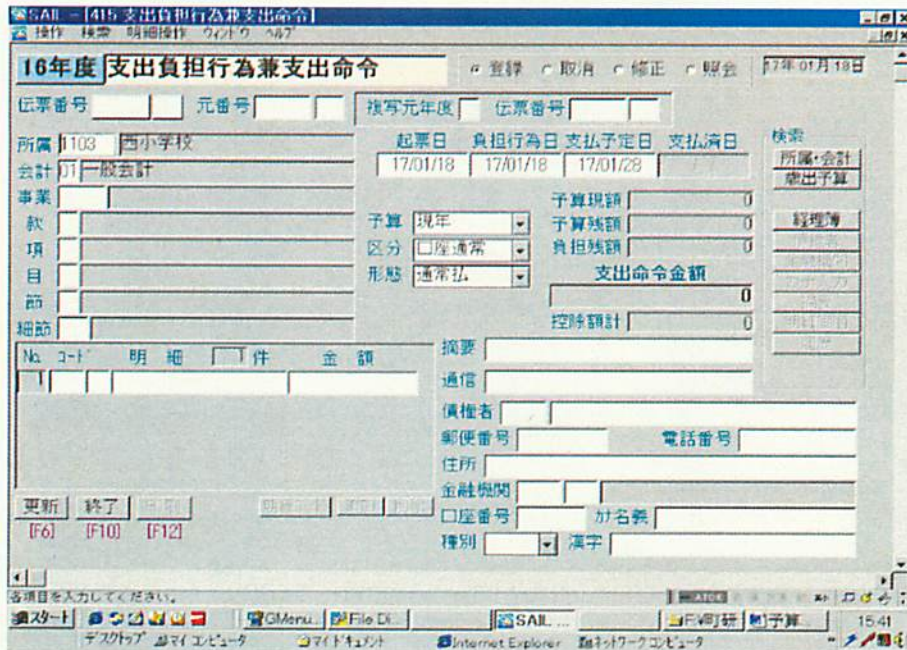 SAIL - [415 支出負担行為兼支出命令]
操作 検索 明細操作 ウィンドウ ヘルプ
16年度 支出負担行為兼支出命令 登録 取消 修正 照会 17年01月18日
伝票番号 元番号 複写元年度 伝票番号
所属 1103 西小学校 起票日 負担行為日 支払予定日 支払済日 検索
17/01/18 17/01/18 17/01/28 所属・会計
会計 01 一般会計 歳出予算
事業 予算現額 0
款 予算 現年 予算残額 0 経理簿
項 区分 口座通常 負担残額 0
目 形態 通常払 支出命令金額
節 0
細節 控除額計 0
No. コード 明 細 件 金 額 摘要
通信
債権者
郵便番号 電話番号
住所
更新 終了 金融機関
[F6] [F10] [F12] 口座番号 カナ名義
種別 漢字
各項目を入力してください。
スタート GMenu... File Di... SAIL ... 予算... 15:41
デスクトップ マイ コンピュータ マイ ドキュメント Internet Explorer ネットワークコンピュータ